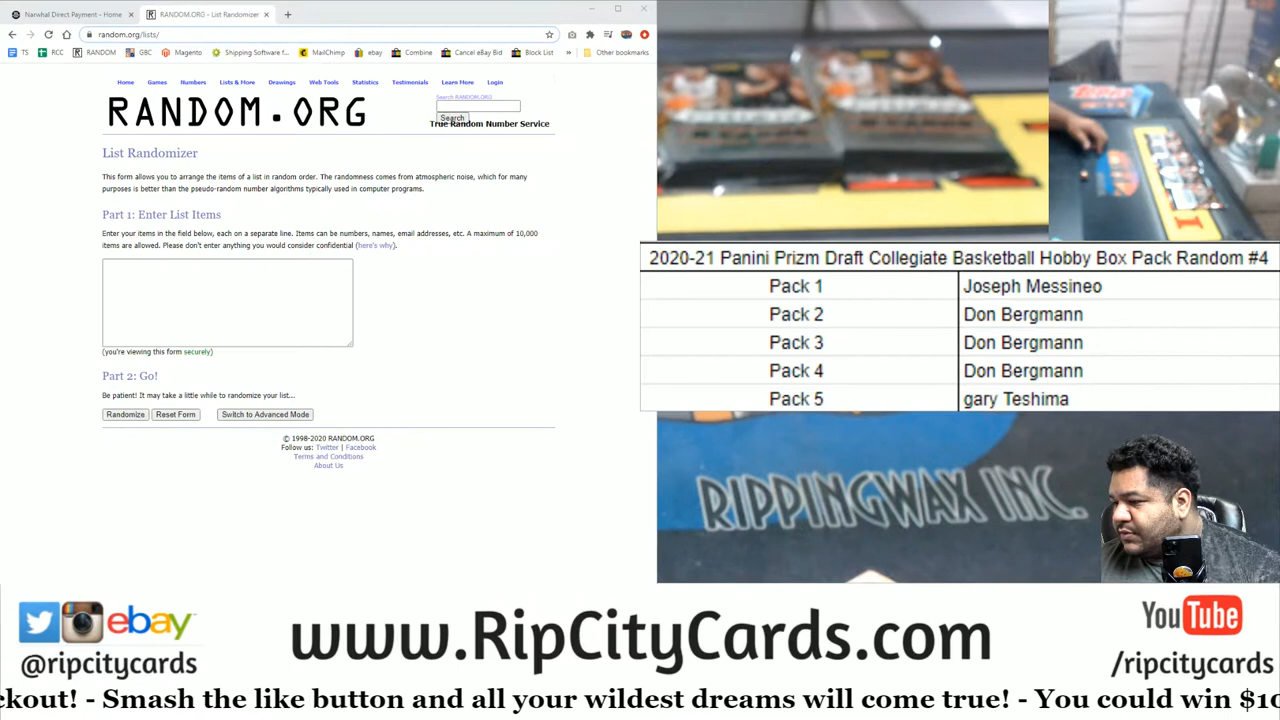 Narwhal Direct Payment - Home
RANDOM.ORG - List Randomizer
random.org/lists/
TS RCC RANDOM GBC Magento Shipping Software f... MailChimp ebay Combine Cancel eBay Bid Block List » Other bookmarks
Home Games Numbers Lists & More Drawings Web Tools Statistics Testimonials Learn More Login
RANDOM.ORG
Search RANDOM.ORG
Search
True Random Number Service
List Randomizer
This form allows you to arrange the items of a list in random order. The randomness comes from atmospheric noise, which for many
purposes is better than the pseudo-random number algorithms typically used in computer programs.
Part 1: Enter List Items
Enter your items in the field below, each on a separate line. Items can be numbers, names, email addresses, etc. A maximum of 10,000
items are allowed. Please don't enter anything you would consider confidential (here's why).
(you're viewing this form securely)
Part 2: Go!
Be patient! It may take a little while to randomize your list...
Randomize Reset Form Switch to Advanced Mode
© 1998-2020 RANDOM.ORG
Follow us: Twitter | Facebook
Terms and Conditions
About Us
2020-21 Panini Prizm Draft Collegiate Basketball Hobby Box Pack Random #4
Pack 1 Joseph Messineo
Pack 2 Don Bergmann
Pack 3 Don Bergmann
Pack 4 Don Bergmann
Pack 5 gary Teshima
RIPPINGWAX INC.
ebay
@ripcitycards
www.RipCityCards.com
YouTube
/ripcitycards
ckout! - Smash the like button and all your wildest dreams will come true! - You could win $10